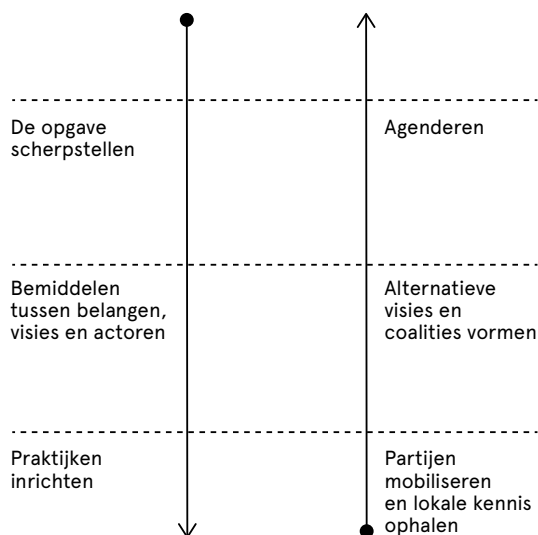 De opgave
scherpstellen
Agenderen
Bemiddelen
tussen belangen,
visies en actoren
Alternatieve
visies en
coalities vormen
Praktijken
inrichten
Partijen
mobiliseren
en lokale kennis
ophalen